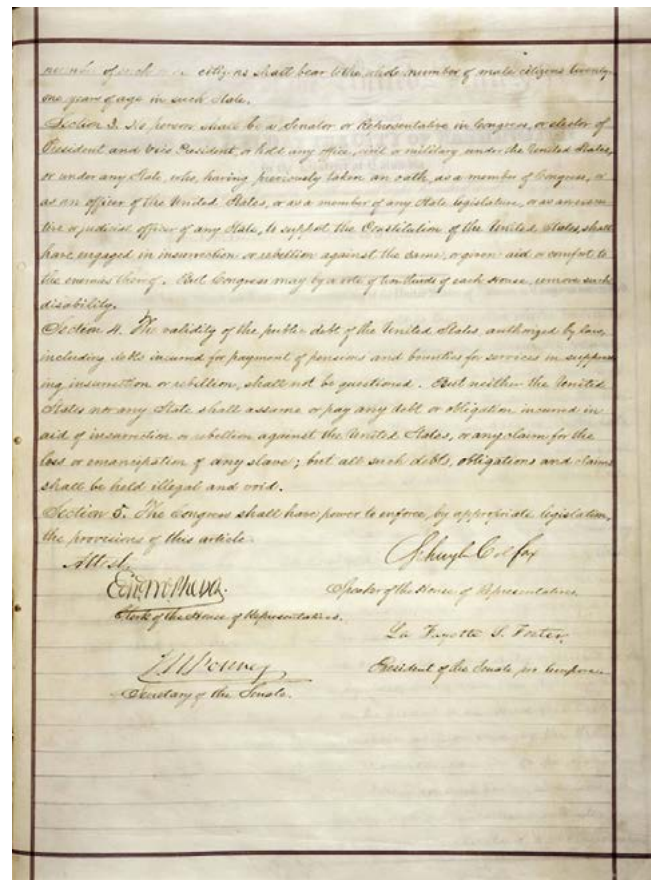 number of such male citizens shall bear to the whole number of male citizens twenty-
one years of age in such State.
Section 3. No person shall be a Senator or Representative in Congress, or elector of
President and Vice President, or hold any office, civil or military, under the United States,
or under any State, who, having previously taken an oath, as a member of Congress, or
as an officer of the United States, or as a member of any State legislature, or as an execu-
tive or judicial officer of any State, to support the Constitution of the United States, shall
have engaged in insurrection or rebellion against the same, or given aid or comfort to
the enemies thereof. But Congress may by a vote of two-thirds of each House, remove such
disability.
Section 4. The validity of the public debt of the United States, authorized by law,
including debts incurred for payment of pensions and bounties for services in suppress-
ing insurrection or rebellion, shall not be questioned. But neither the United
States nor any State shall assume or pay any debt or obligation incurred in
aid of insurrection or rebellion against the United States, or any claim for the
loss or emancipation of any slave; but all such debts, obligations and claims
shall be held illegal and void.
Section 5. The Congress shall have power to enforce, by appropriate legislation,
the provisions of this article.
Attest
Schuyler Colfax
Edwd McPherson.
Speaker of the House of Representatives.
Clerk of the House of Representatives.
La Fayette S. Foster
J W Forney
President of the Senate pro tempore.
Secretary of the Senate.